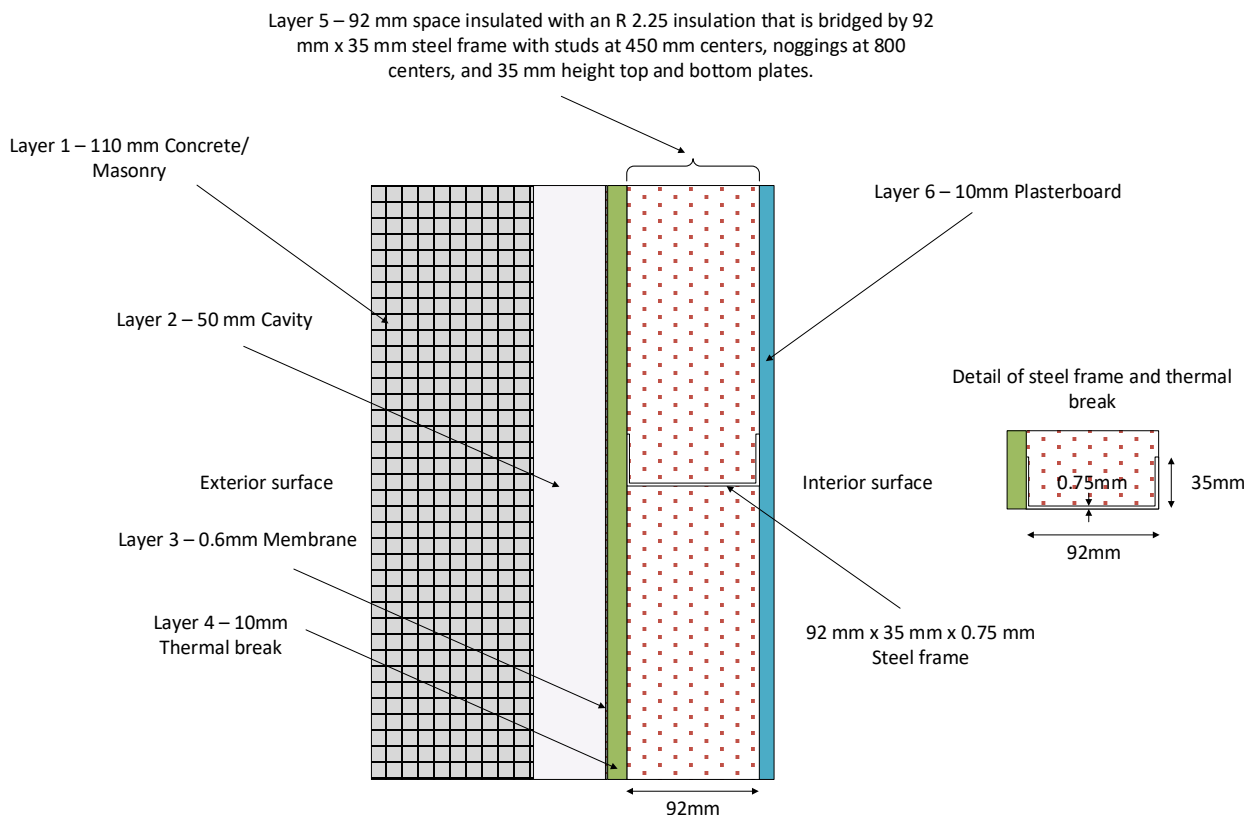 Layer 5 – 92 mm space insulated with an R 2.25 insulation that is bridged by 92
mm x 35 mm steel frame with studs at 450 mm centers, noggings at 800
centers, and 35 mm height top and bottom plates.
Layer 1 – 110 mm Concrete/
Masonry
Layer 6 – 10mm Plasterboard
Layer 2 – 50 mm Cavity
Detail of steel frame and thermal
break
Exterior surface
Interior surface
0.75mm
35mm
92mm
Layer 3 – 0.6mm Membrane
Layer 4 – 10mm
Thermal break
92 mm x 35 mm x 0.75 mm
Steel frame
92mm